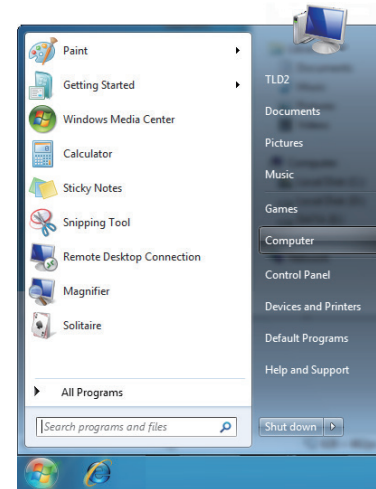 Paint
Getting Started
Windows Media Center
Calculator
Sticky Notes
Snipping Tool
Remote Desktop Connection
Magnifier
Solitaire
All Programs
Search programs and files
TLD2
Documents
Pictures
Music
Games
Computer
Control Panel
Devices and Printers
Default Programs
Help and Support
Shut down